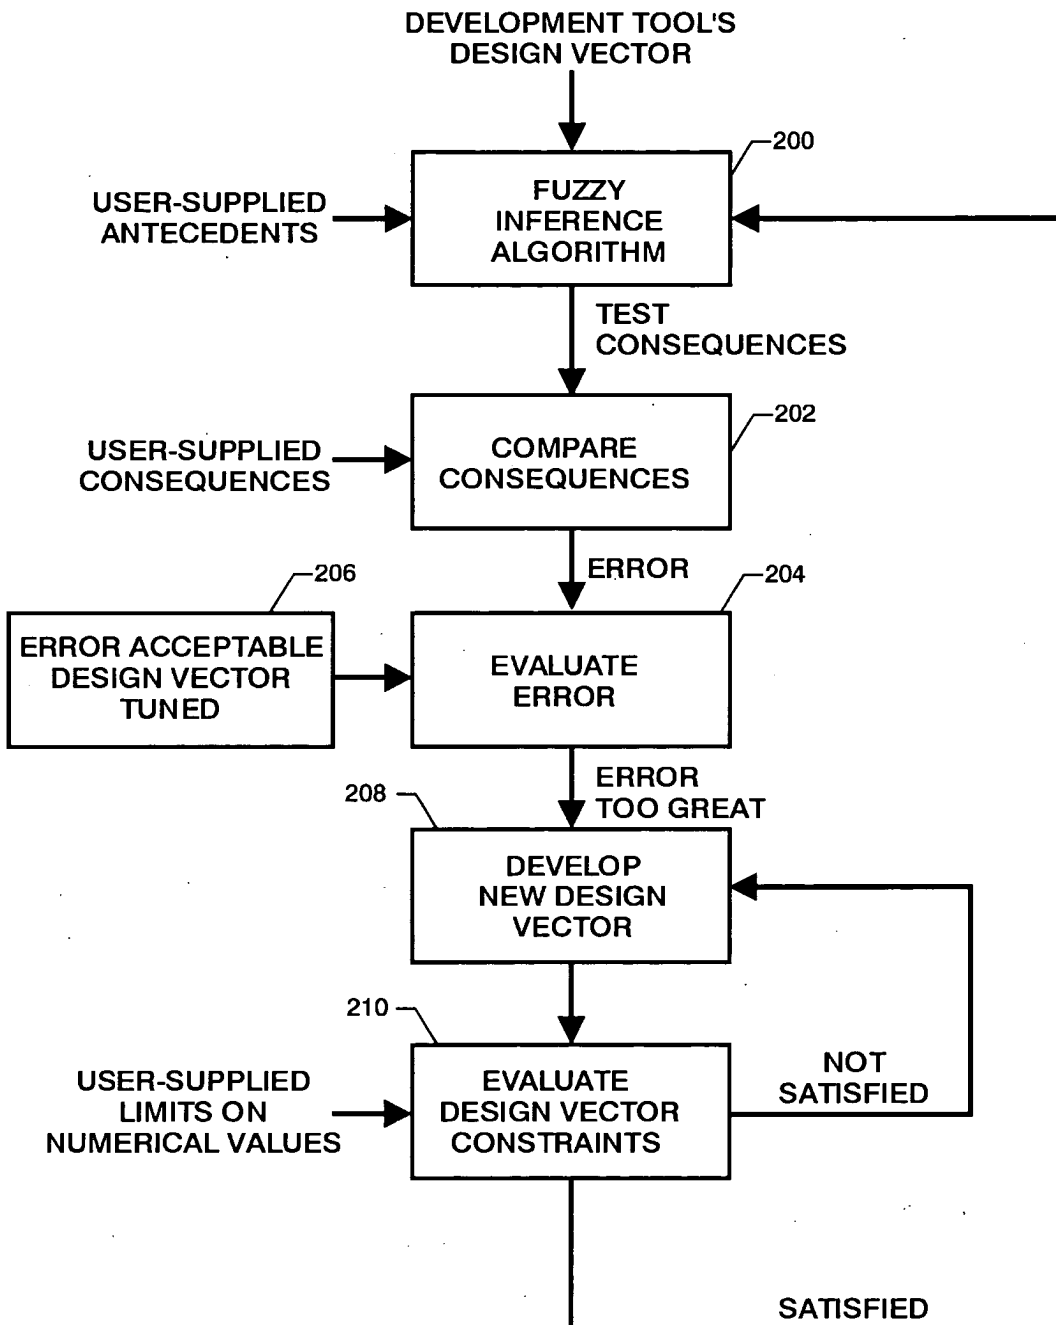 DEVELOPMENT TOOL'S
DESIGN VECTOR
200
FUZZY
INFERENCE
ALGORITHM
USER-SUPPLIED
ANTECEDENTS
TEST
CONSEQUENCES
202
COMPARE
CONSEQUENCES
USER-SUPPLIED
CONSEQUENCES
ERROR
206
204
ERROR ACCEPTABLE
DESIGN VECTOR
TUNED
EVALUATE
ERROR
ERROR
TOO GREAT
208
DEVELOP
NEW DESIGN
VECTOR
210
USER-SUPPLIED
LIMITS ON
NUMERICAL VALUES
EVALUATE
DESIGN VECTOR
CONSTRAINTS
NOT
SATISFIED
SATISFIED